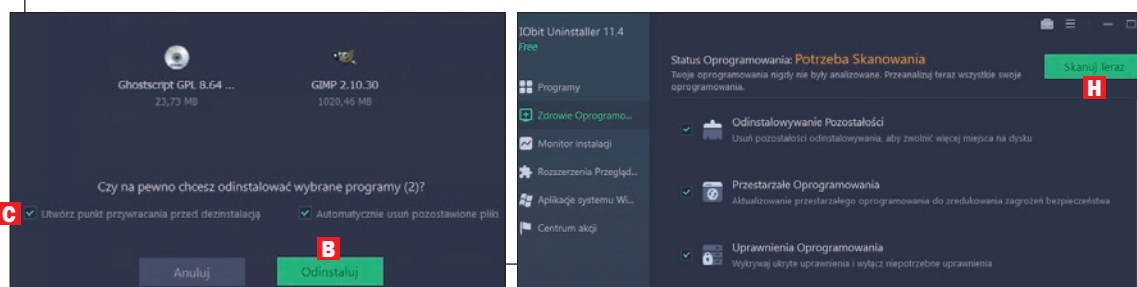 Ghostscript GPL 8.64 ...
23,73 MB
GIMP 2.10.30
1020,46 MB
Czy na pewno chcesz odinstalować wybrane programy (2)?
C
Utwórz punkt przywracania przed dezinstalacją
Automatycznie usuń pozostawione pliki
B
Anuluj
Odinstaluj
IObit Uninstaller 11.4
Free
Programy
Zdrowie Oprogramo...
Monitor instalacji
Rozszerzenia Przegląd...
Aplikacje systemu Wi...
Centrum akcji
Status Oprogramowania: Potrzeba Skanowania
Twoje oprogramowania nigdy nie były analizowane. Przeanalizuj teraz wszystkie swoje
oprogramowania.
Skanuj Teraz
H
Odinstalowywanie Pozostałości
Usuń pozostałości odinstalowywania, aby zwolnić więcej miejsca na dysku
Przestarzałe Oprogramowanie
Aktualizowanie przestarzałego oprogramowania do zredukowania zagrożeń bezpieczeństwa
Uprawnienia Oprogramowania
Wykrywaj ukryte uprawnienia i wyłącz niepotrzebne uprawnienia